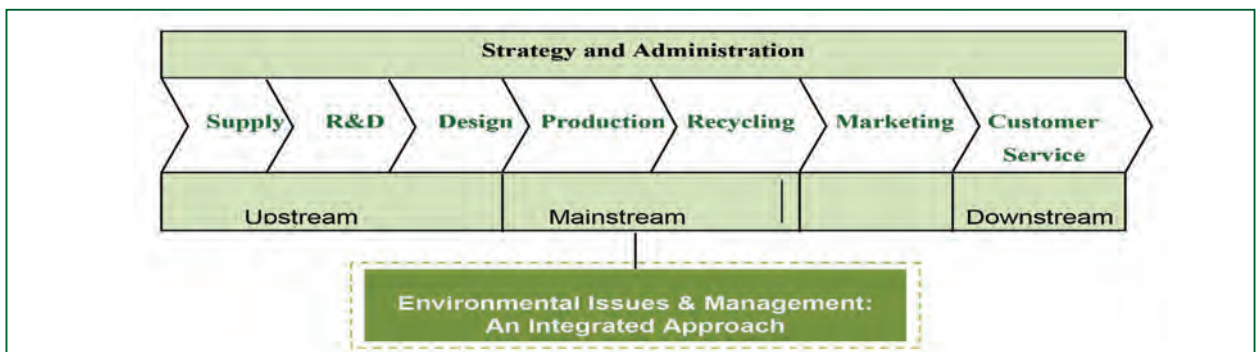 Strategy and Administration
Supply R&D Design Production Recycling Marketing Customer Service
Upstream Mainstream Downstream
Environmental Issues & Management:
An Integrated Approach